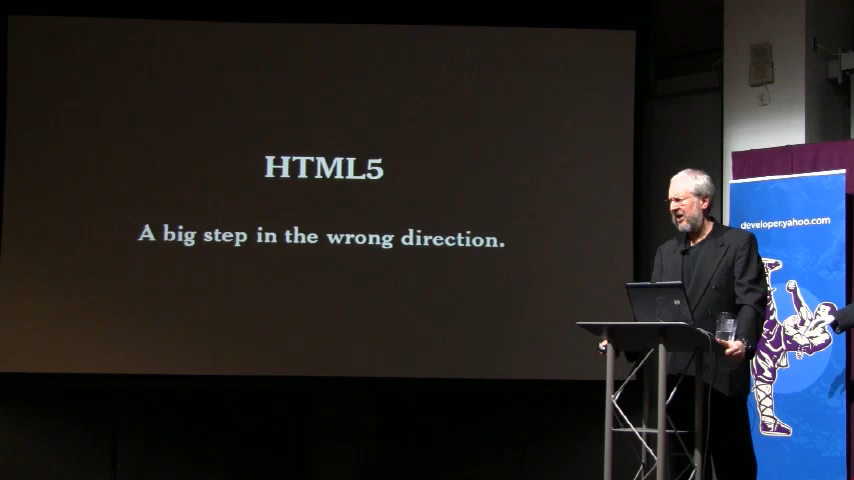 HTML5
A big step in the wrong direction.
developer.yahoo.com